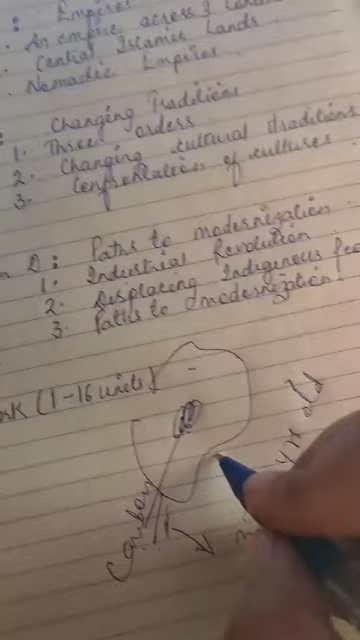 : Empires
. An empire across 3
. Central Islamic Lands.
. Nomadic Empires.
: Changing Traditions
1. Three orders
2. Changing cultural traditions
3. Confrontation of cultures.
D: Paths to modernization.
1. Industrial Revolution.
2. Displacing Indigenous
3. Paths to modernization.
(1-16 units)
Carbon